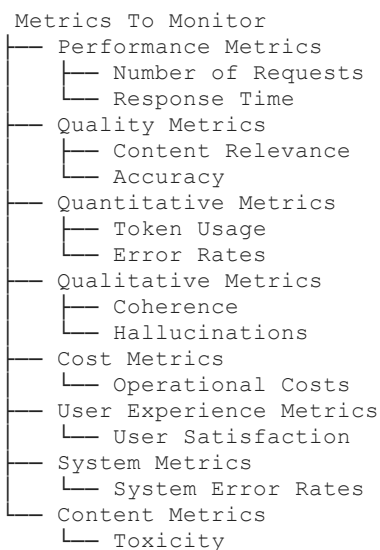 Metrics To Monitor
├── Performance Metrics
│   ├── Number of Requests
│   └── Response Time
├── Quality Metrics
│   ├── Content Relevance
│   └── Accuracy
├── Quantitative Metrics
│   ├── Token Usage
│   └── Error Rates
├── Qualitative Metrics
│   ├── Coherence
│   └── Hallucinations
├── Cost Metrics
│   └── Operational Costs
├── User Experience Metrics
│   └── User Satisfaction
├── System Metrics
│   └── System Error Rates
└── Content Metrics
    └── Toxicity